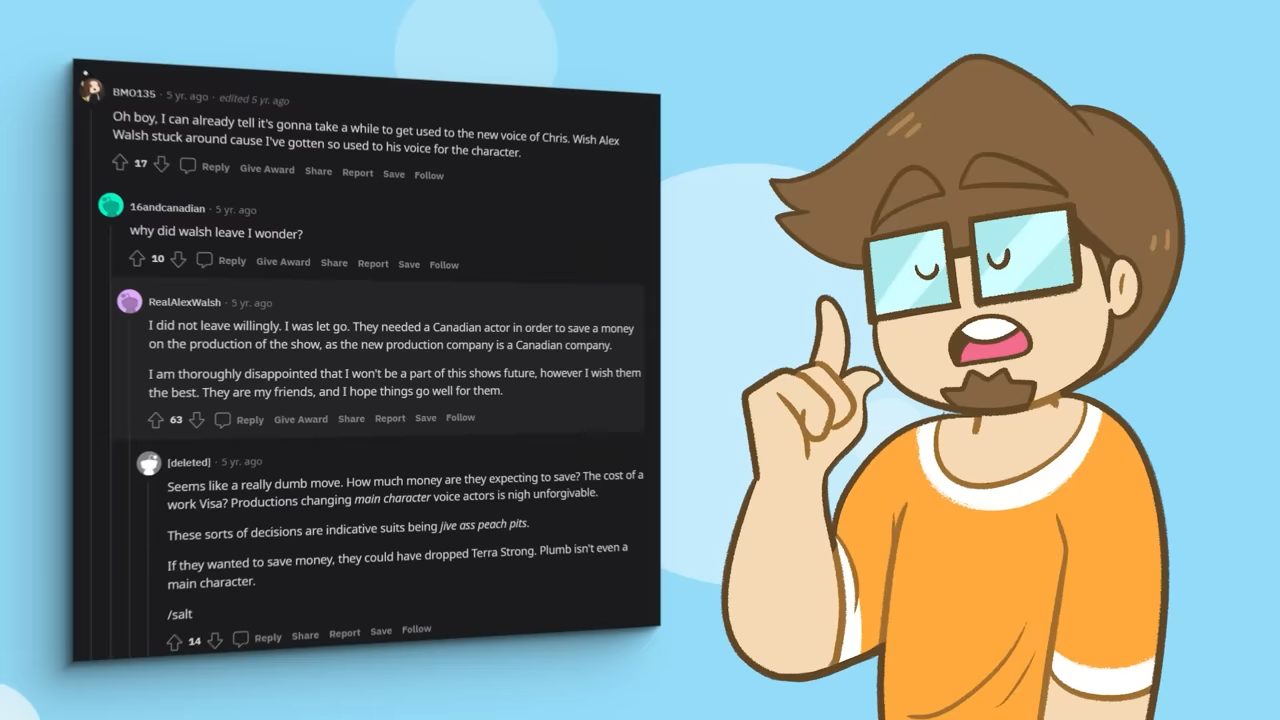 BMO135 · 5 yr. ago · edited 5 yr. ago
Oh boy, I can already tell it's gonna take a while to get used to the new voice of Chris. Wish Alex
Walsh stuck around cause I've gotten so used to his voice for the character.
17 Reply Give Award Share Report Save Follow
16andcanadian · 5 yr. ago
why did walsh leave I wonder?
10 Reply Give Award Share Report Save Follow
RealAlexWalsh · 5 yr. ago
I did not leave willingly. I was let go. They needed a Canadian actor in order to save a money
on the production of the show, as the new production company is a Canadian company.
I am thoroughly disappointed that I won't be a part of this shows future, however I wish them
the best. They are my friends, and I hope things go well for them.
63 Reply Give Award Share Report Save Follow
[deleted] · 5 yr. ago
Seems like a really dumb move. How much money are they expecting to save? The cost of a
work Visa? Productions changing main character voice actors is nigh unforgivable.
These sorts of decisions are indicative suits being jive ass peach pits.
If they wanted to save money, they could have dropped Terra Strong. Plumb isn't even a
main character.
/salt
14 Reply Share Report Save Follow